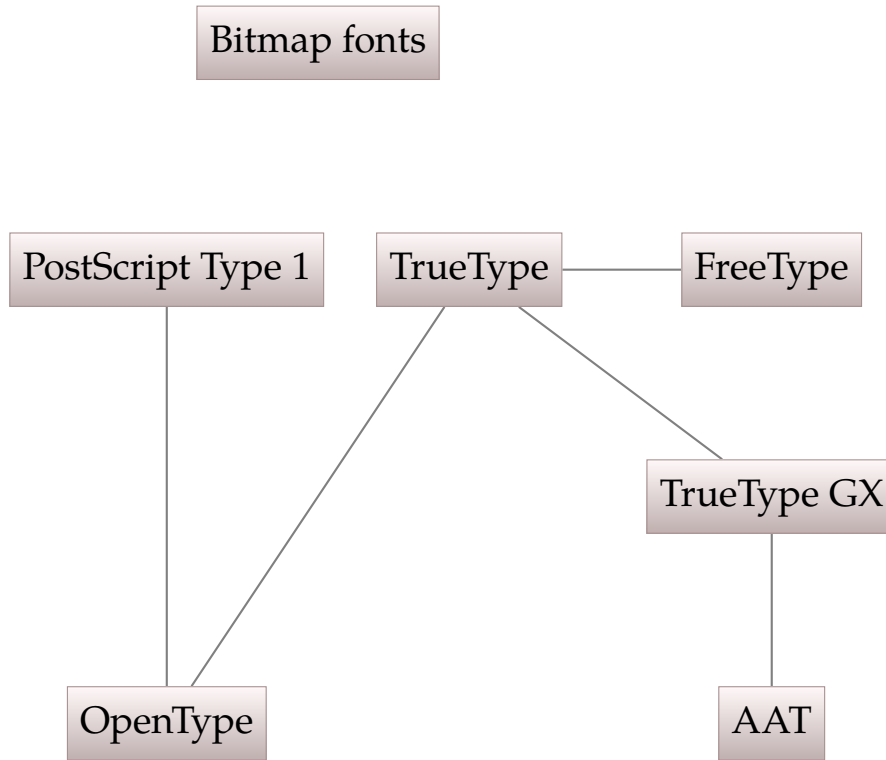 Bitmap fonts
PostScript Type 1
TrueType
FreeType
TrueType GX
OpenType
AAT